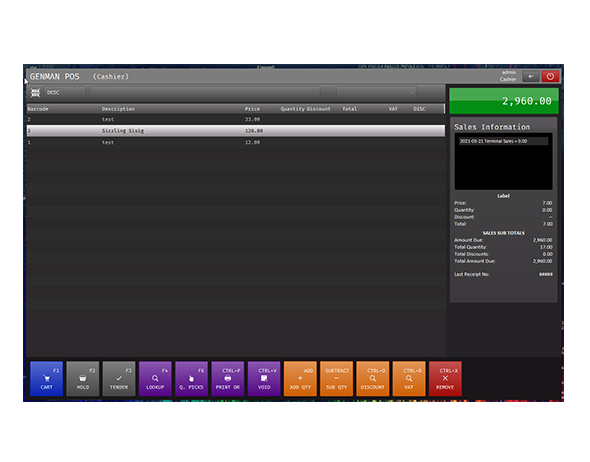 GENMAN POS (Cashier)
admin
Cashier
DESC
2,960.00
Barcode Description Price Quantity Discount Total VAT DISC
2 test 33.00
3 Sizzling Sisig 120.00
1 test 12.00
Sales Information
2021-03-21 Terminal Sales = 0.00
Label
Price: 7.00
Quantity: 0.00
Discount: --
Total: 7.00
SALES SUB TOTALS
Amount Due: 2,960.00
Total Quantity: 17.00
Total Discounts: 0.00
Total Amount Due: 2,960.00
Last Receipt No: #####
F1 F2 F3 F4 F5 CTRL+P CTRL+V ADD SUBTRACT CTRL+D CTRL+B CTRL+X
CART HOLD TENDER LOOKUP Q. PICKS PRINT OR VOID ADD QTY SUB QTY DISCOUNT VAT REMOVE